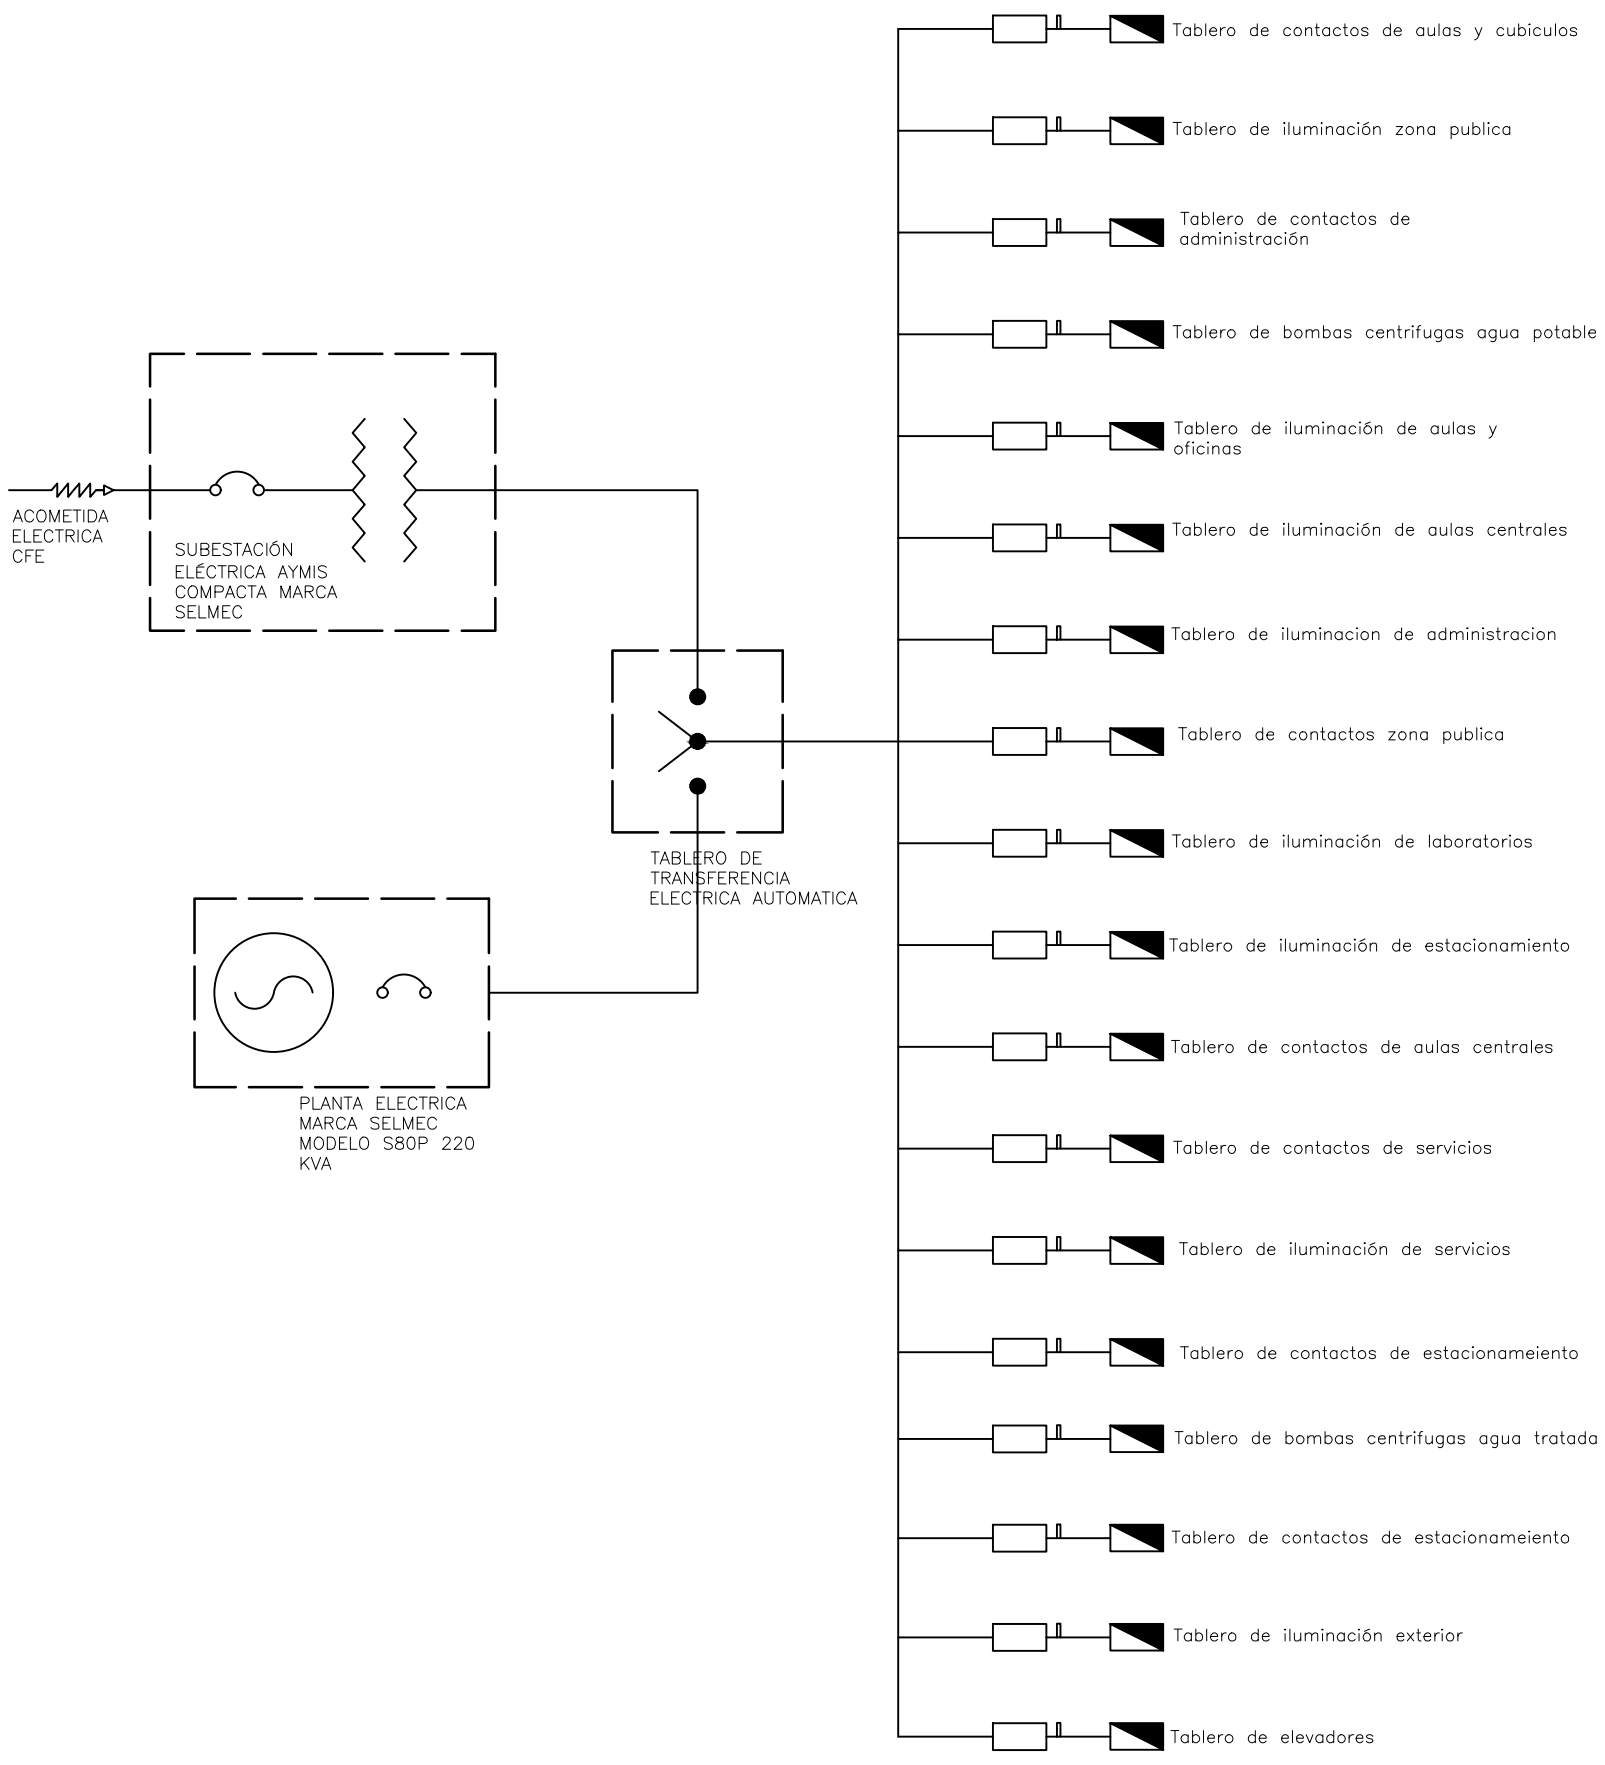 Tablero de contactos de aulas y cubiculos
Tablero de iluminación zona publica
Tablero de contactos de
administración
Tablero de bombas centrifugas agua potable
Tablero de iluminación de aulas y
oficinas
Tablero de iluminación de aulas centrales
Tablero de iluminacion de administracion
Tablero de contactos zona publica
Tablero de iluminación de laboratorios
Tablero de iluminación de estacionamiento
Tablero de contactos de aulas centrales
Tablero de contactos de servicios
Tablero de iluminación de servicios
Tablero de contactos de estacionameiento
Tablero de bombas centrifugas agua tratada
Tablero de contactos de estacionameiento
Tablero de iluminación exterior
Tablero de elevadores
ACOMETIDA
ELECTRICA
CFE
SUBESTACIÓN
ELÉCTRICA AYMIS
COMPACTA MARCA
SELMEC
TABLERO DE
TRANSFERENCIA
ELECTRICA AUTOMATICA
PLANTA ELECTRICA
MARCA SELMEC
MODELO S80P 220
KVA